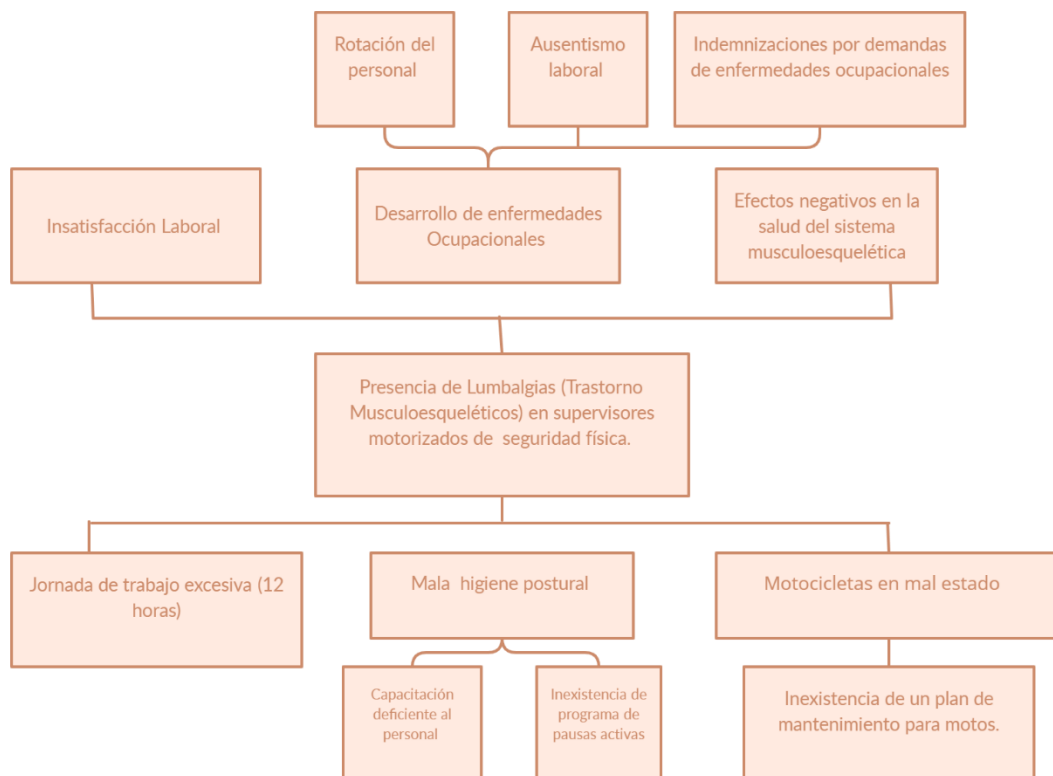 Rotación del
personal
Ausentismo
laboral
Indemnizaciones por demandas
de enfermedades ocupacionales
Insatisfacción Laboral
Desarrollo de enfermedades
Ocupacionales
Efectos negativos en la
salud del sistema
musculoesquelética
Presencia de Lumbalgias (Trastorno
Musculoesqueléticos) en supervisores
motorizados de seguridad física.
Jornada de trabajo excesiva (12
horas)
Mala higiene postural
Motocicletas en mal estado
Capacitación
deficiente al
personal
Inexistencia de
programa de
pausas activas
Inexistencia de un plan de
mantenimiento para motos.